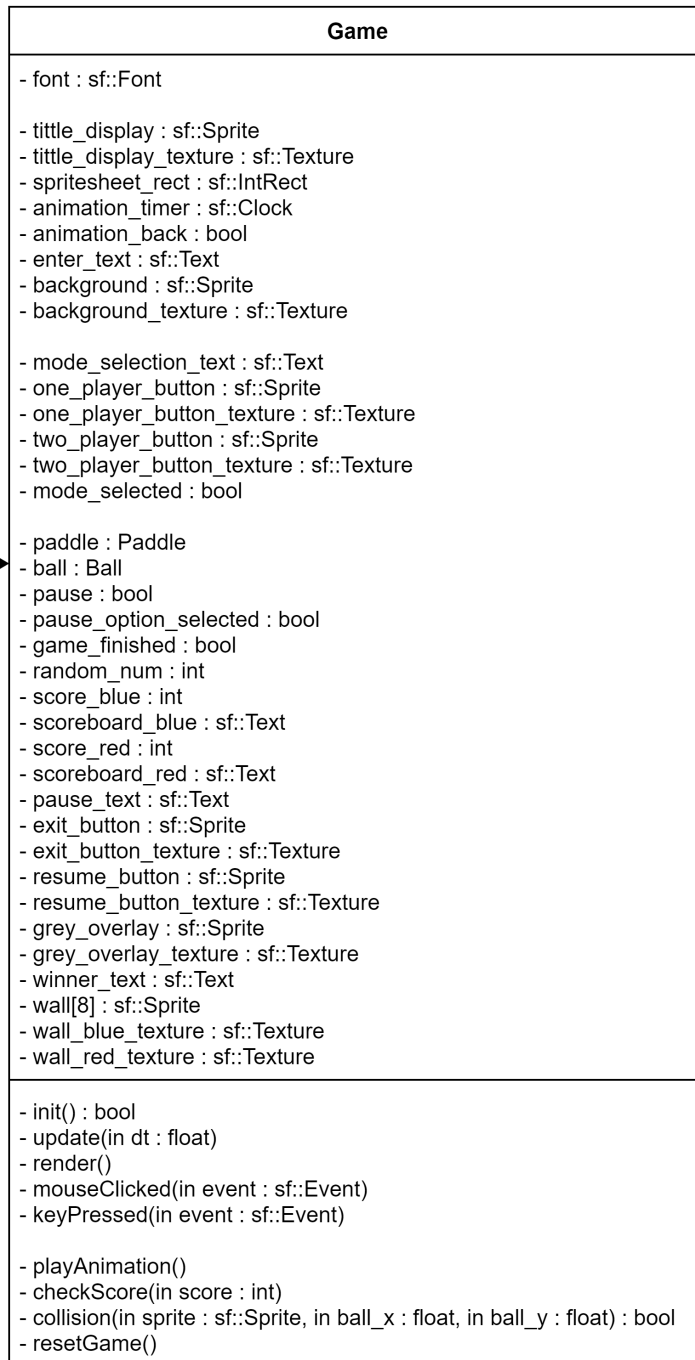 Game
- font : sf::Font
- tittle_display : sf::Sprite
- tittle_display_texture : sf::Texture
- spritesheet_rect : sf::IntRect
- animation_timer : sf::Clock
- animation_back : bool
- enter_text : sf::Text
- background : sf::Sprite
- background_texture : sf::Texture
- mode_selection_text : sf::Text
- one_player_button : sf::Sprite
- one_player_button_texture : sf::Texture
- two_player_button : sf::Sprite
- two_player_button_texture : sf::Texture
- mode_selected : bool
- paddle : Paddle
- ball : Ball
- pause : bool
- pause_option_selected : bool
- game_finished : bool
- random_num : int
- score_blue : int
- scoreboard_blue : sf::Text
- score_red : int
- scoreboard_red : sf::Text
- pause_text : sf::Text
- exit_button : sf::Sprite
- exit_button_texture : sf::Texture
- resume_button : sf::Sprite
- resume_button_texture : sf::Texture
- grey_overlay : sf::Sprite
- grey_overlay_texture : sf::Texture
- winner_text : sf::Text
- wall[8] : sf::Sprite
- wall_blue_texture : sf::Texture
- wall_red_texture : sf::Texture
- init() : bool
- update(in dt : float)
- render()
- mouseClicked(in event : sf::Event)
- keyPressed(in event : sf::Event)
- playAnimation()
- checkScore(in score : int)
- collision(in sprite : sf::Sprite, in ball_x : float, in ball_y : float) : bool
- resetGame()